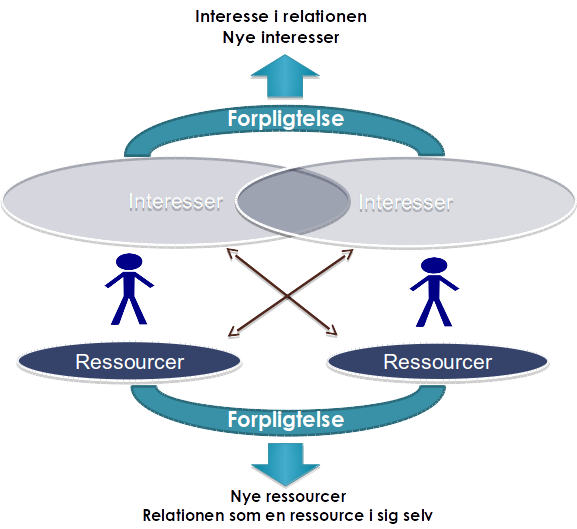 Interesse i relationen
Nye interesser
Forpligtelse
Interesser
Interesser
Ressourcer
Ressourcer
Forpligtelse
Nye ressourcer
Relationen som en ressource i sig selv